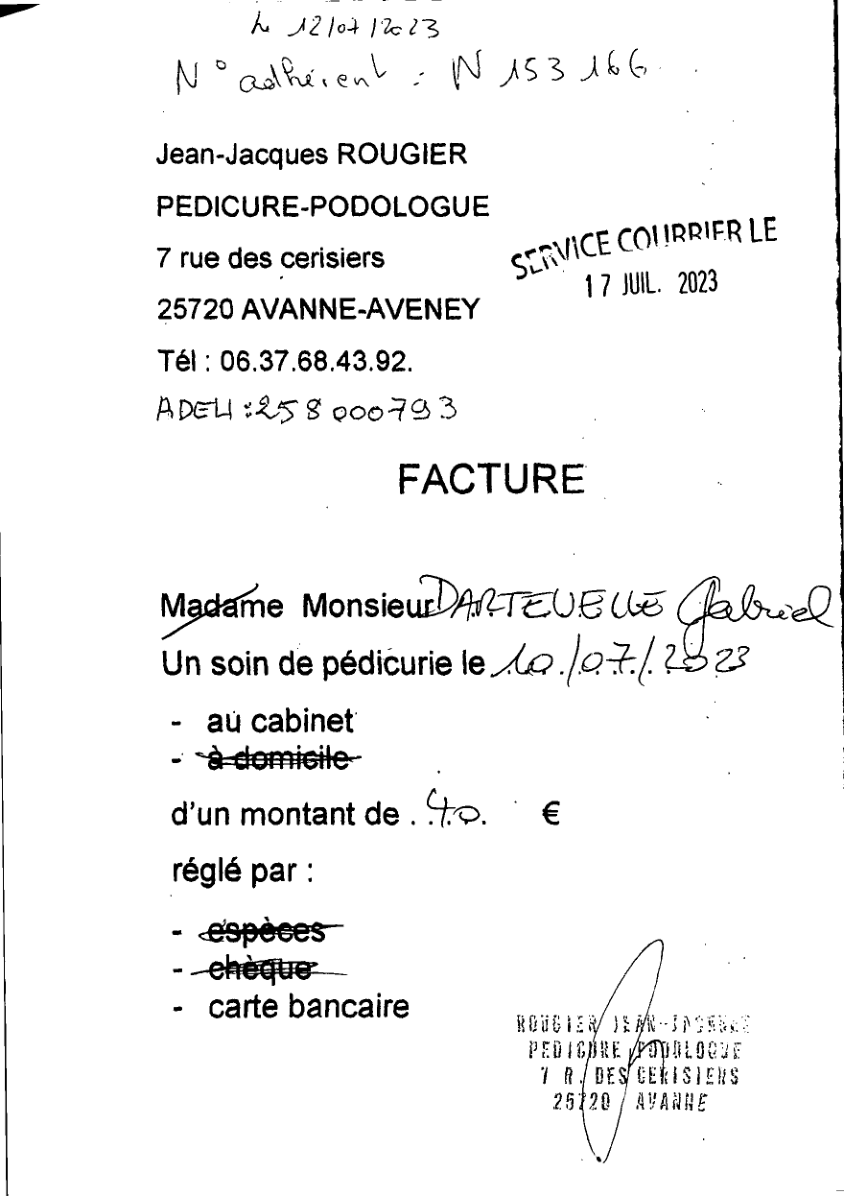 Le 12/07/2023
N° adhérent : N 153 166
Jean-Jacques ROUGIER
PEDICURE-PODOLOGUE
7 rue des cerisiers
SERVICE COURRIER LE
17 JUIL. 2023
25720 AVANNE-AVENEY
Tél : 06.37.68.43.92.
ADELI : 258000793
FACTURE
Madame Monsieur DARTEVELLE Gabriel
Un soin de pédicurie le 10/07/2023
- au cabinet
- à domicile
d'un montant de . 40. €
réglé par :
- espèces
- chèque
- carte bancaire
ROUGIER JEAN-JACQUES
PEDICURE PODOLOGUE
7 R. DES CERISIERS
25720 AVANNE